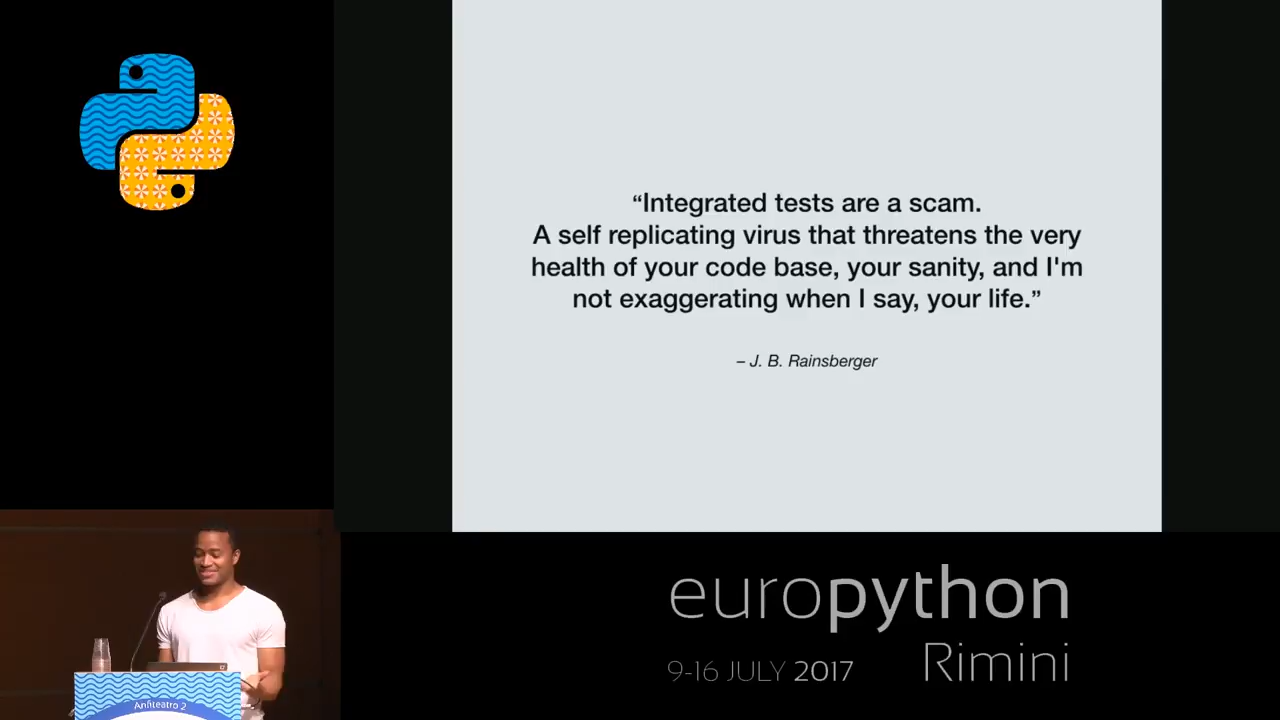 “Integrated tests are a scam.
A self replicating virus that threatens the very
health of your code base, your sanity, and I'm
not exaggerating when I say, your life.”
– J. B. Rainsberger
Anfiteatro 2
europython
Rimini
9-16 JULY 2017